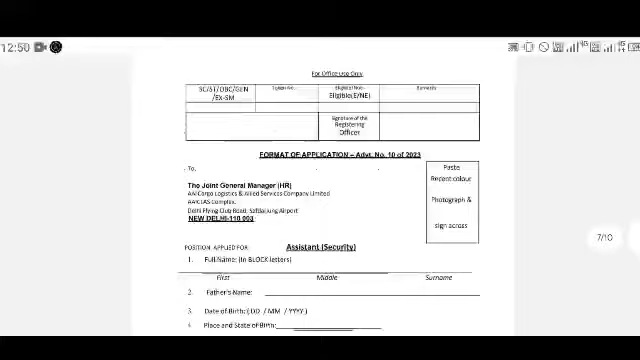 12:50
For Office Use Only
SC/ST/OBC/GEN
/EX-SM
Eligible/Not
Eligible(E/NE)
Remarks
Signature of the
Registering
Officer
FORMAT OF APPLICATION – Advt. No. 10 of 2023
To,
Paste
Recent colour
Photograph &
sign across
The Joint General Manager (HR)
AAI Cargo Logistics & Allied Services Company Limited
AAICLAS Complex,
Delhi Flying Club Road, Safdarjung Airport
NEW DELHI-110 003
7/10
POSITION APPLIED FOR Assistant (Security)
1. Full Name: (In BLOCK letters)
First Middle Surname
2. Father's Name:
3. Date of Birth: ( DD / MM / YYYY)
4. Place and State of Birth: